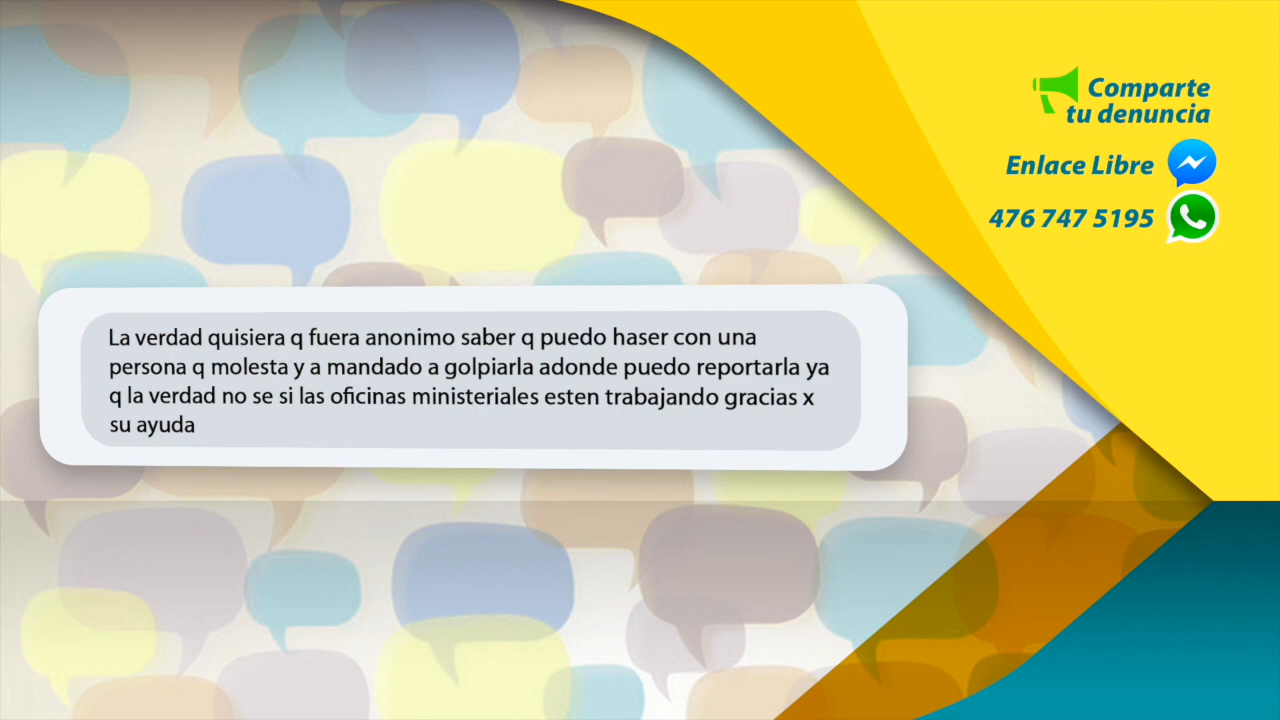 Comparte
tu denuncia
Enlace Libre
476 747 5195
La verdad quisiera q fuera anonimo saber q puedo haser con una
persona q molesta y a mandado a golpiarla adonde puedo reportarla ya
q la verdad no se si las oficinas ministeriales esten trabajando gracias x
su ayuda